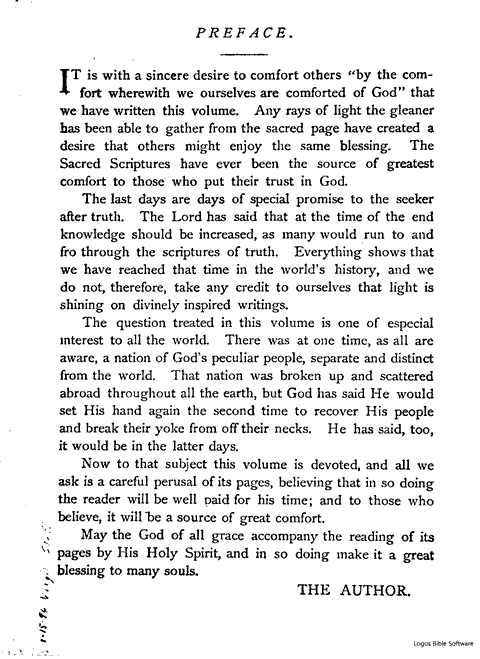 PREFACE.
IT is with a sincere desire to comfort others "by the com-
fort wherewith we ourselves are comforted of God" that
we have written this volume. Any rays of light the gleaner
has been able to gather from the sacred page have created a
desire that others might enjoy the same blessing. The
Sacred Scriptures have ever been the source of greatest
comfort to those who put their trust in God.
The last days are days of special promise to the seeker
after truth. The Lord has said that at the time of the end
knowledge should be increased, as many would run to and
fro through the scriptures of truth. Everything shows that
we have reached that time in the world's history, and we
do not, therefore, take any credit to ourselves that light is
shining on divinely inspired writings.
The question treated in this volume is one of especial
interest to all the world. There was at one time, as all are
aware, a nation of God's peculiar people, separate and distinct
from the world. That nation was broken up and scattered
abroad throughout all the earth, but God has said He would
set His hand again the second time to recover His people
and break their yoke from off their necks. He has said, too,
it would be in the latter days.
Now to that subject this volume is devoted, and all we
ask is a careful perusal of its pages, believing that in so doing
the reader will be well paid for his time; and to those who
believe, it will be a source of great comfort.
May the God of all grace accompany the reading of its
pages by His Holy Spirit, and in so doing make it a great
blessing to many souls.
THE AUTHOR.
Logos Bible Software